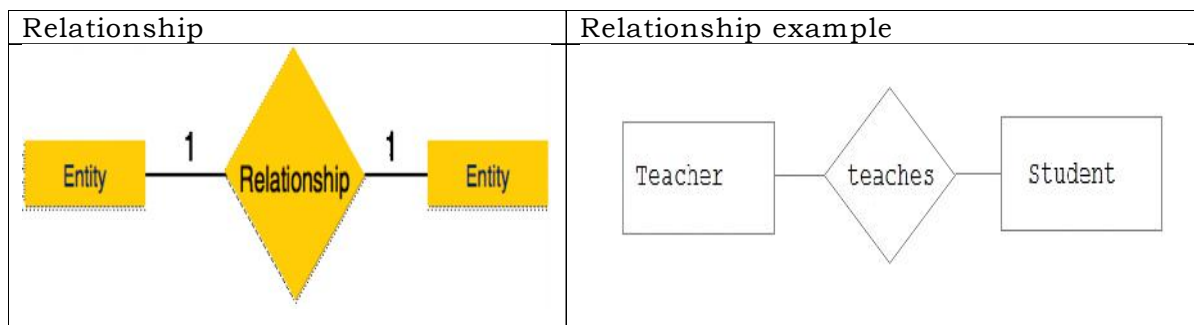 Relationship
Relationship example
1 1
Entity Relationship Entity
Teacher teaches Student